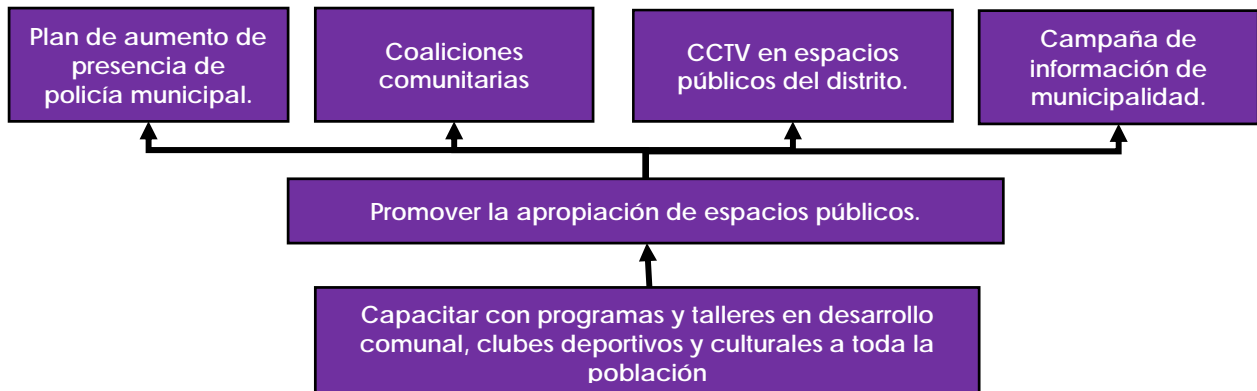 Plan de aumento de
presencia de
policía municipal.
Coaliciones
comunitarias
CCTV en espacios
públicos del distrito.
Campaña de
información de
municipalidad.
Promover la apropiación de espacios públicos.
Capacitar con programas y talleres en desarrollo
comunal, clubes deportivos y culturales a toda la
población